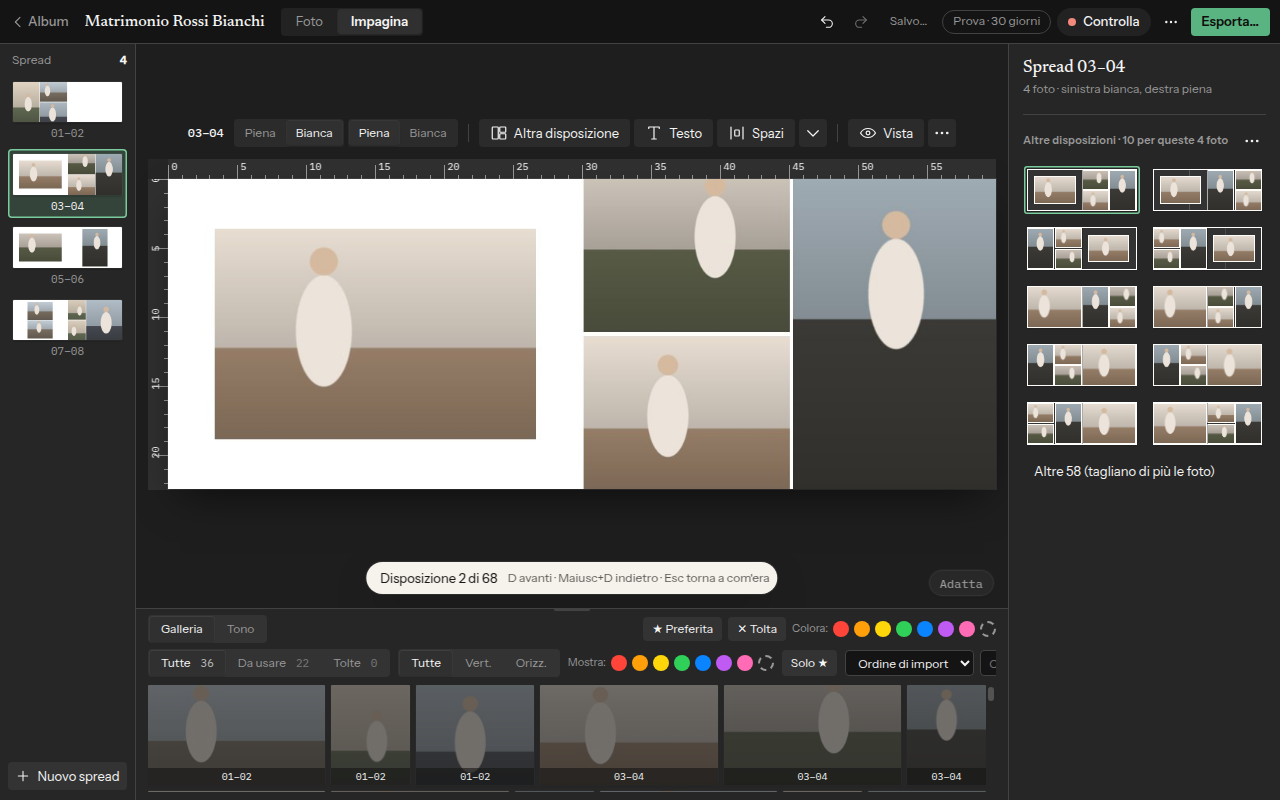 Album
Matrimonio Rossi Bianchi
Foto
Impagina
Salvo…
Prova · 30 giorni
Controlla
Esporta…
Spread 4
01–02
03–04
05–06
07–08
Nuovo spread
03–04
Piena Bianca
Piena Bianca
Altra disposizione
Testo
Spazi
Vista
0 5 10 15 20 25 30 35 40 45 50 55
5
10
15
20
Disposizione 2 di 68 D avanti · Maiusc+D indietro · Esc torna a com'era
Adatta
Galleria Tono
★ Preferita
✕ Tolta
Colora:
Tutte 36 Da usare 22 Tolte 0
Tutte Vert. Orizz.
Mostra:
Solo ★
Ordine di import
01–02
01–02
01–02
03–04
03–04
03–04
Spread 03–04
4 foto · sinistra bianca, destra piena
Altre disposizioni · 10 per queste 4 foto
Altre 58 (tagliano di più le foto)